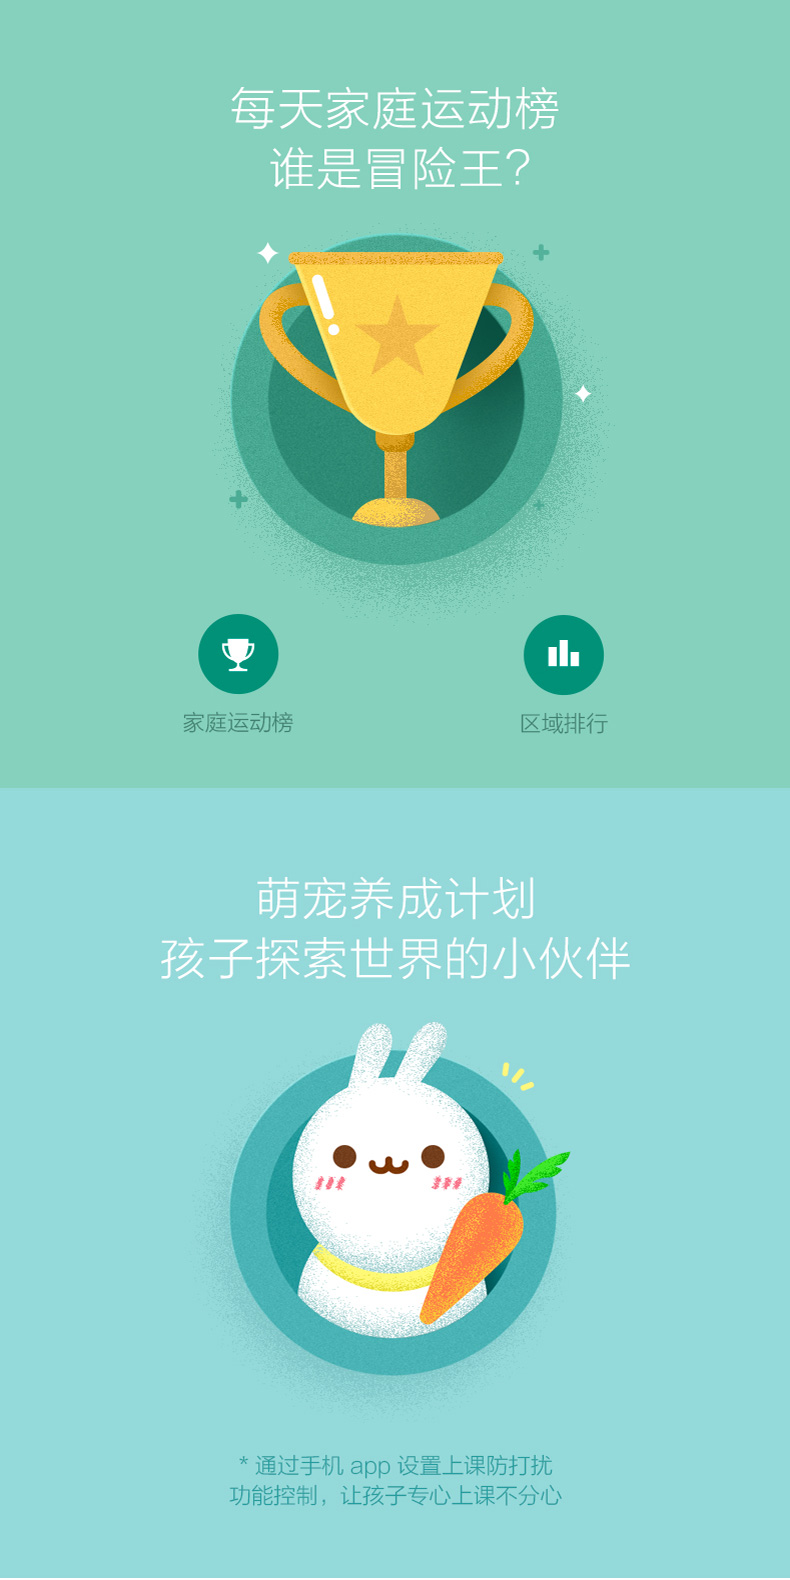 每天家庭运动榜
谁是冒险王？
家庭运动榜
区域排行
萌宠养成计划
孩子探索世界的小伙伴
* 通过手机 app 设置上课防打扰
功能控制，让孩子专心上课不分心